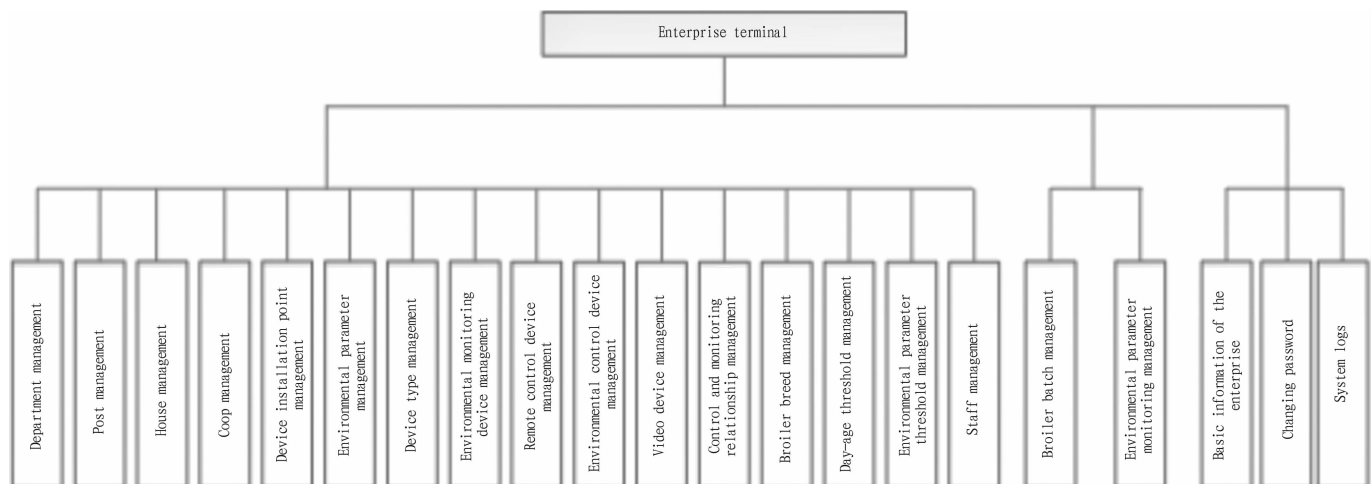 Enterprise terminal
Department management
Post management
House management
Coop management
Device installation point
management
Environmental parameter
management
Device type management
Environmental monitoring
device management
Remote control device
management
Environmental control device
management
Video device management
Control and monitoring
relationship management
Broiler breed management
Day-age threshold management
Environmental parameter
threshold management
Staff management
Broiler batch management
Environmental parameter
monitoring management
Basic information of the
enterprise
Changing password
System logs